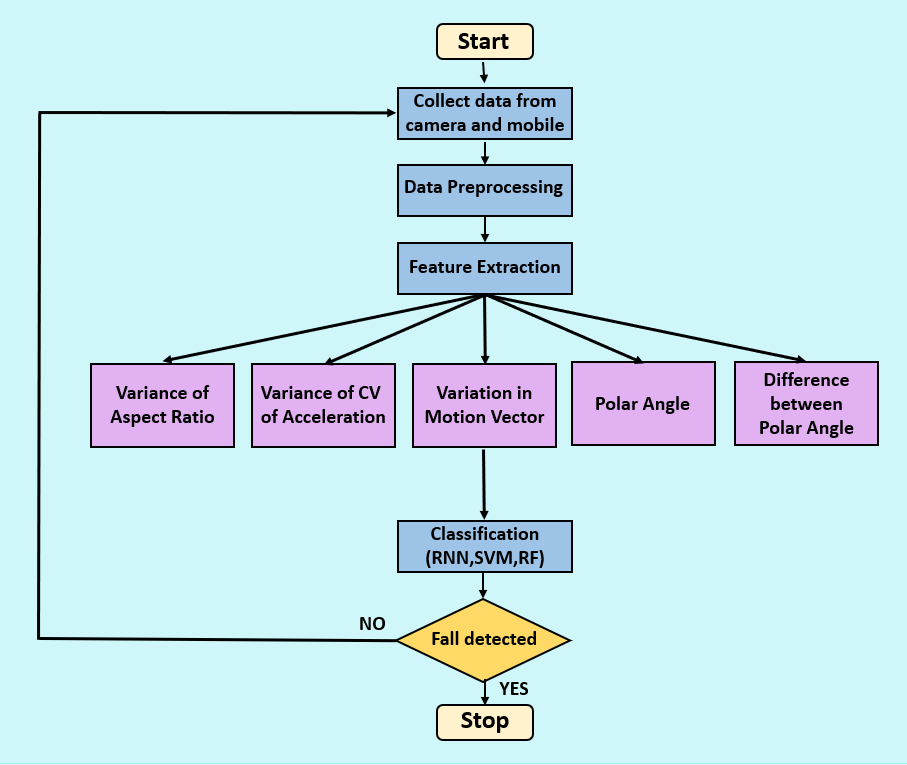 Start
Collect data from
camera and mobile
Data Preprocessing
Feature Extraction
Variance of
Aspect Ratio
Variance of CV
of Acceleration
Variation in
Motion Vector
Polar Angle
Difference
between
Polar Angle
Classification
(RNN,SVM,RF)
NO
Fall detected
YES
Stop